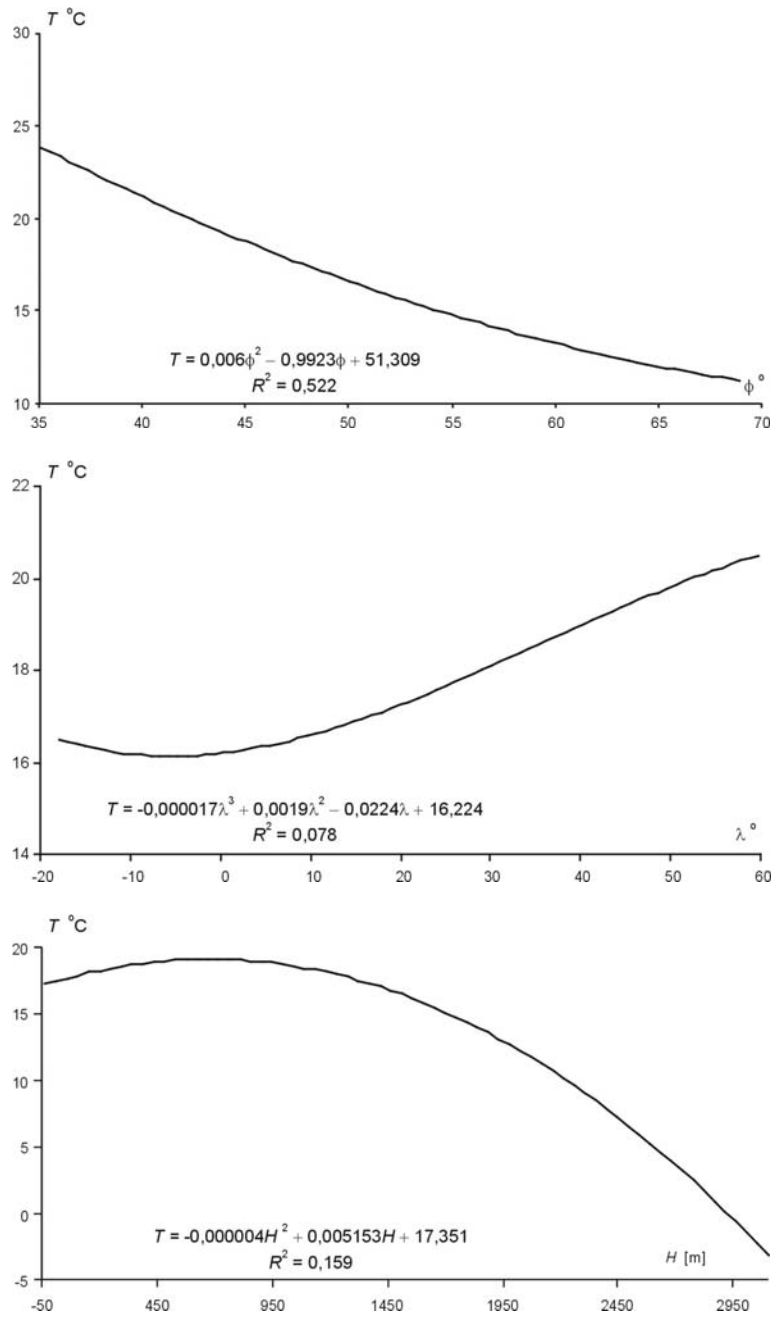 T °C
30
25
20
15
10
T = 0,006ϕ² − 0,9923ϕ + 51,309
R² = 0,522
ϕ°
35 40 45 50 55 60 65 70
T °C
22
20
18
16
14
T = -0,000017λ³ + 0,0019λ² − 0,0224λ + 16,224
R² = 0,078
λ°
-20 -10 0 10 20 30 40 50 60
T °C
20
15
10
5
0
-5
T = -0,000004H² + 0,005153H + 17,351
R² = 0,159
H [m]
-50 450 950 1450 1950 2450 2950